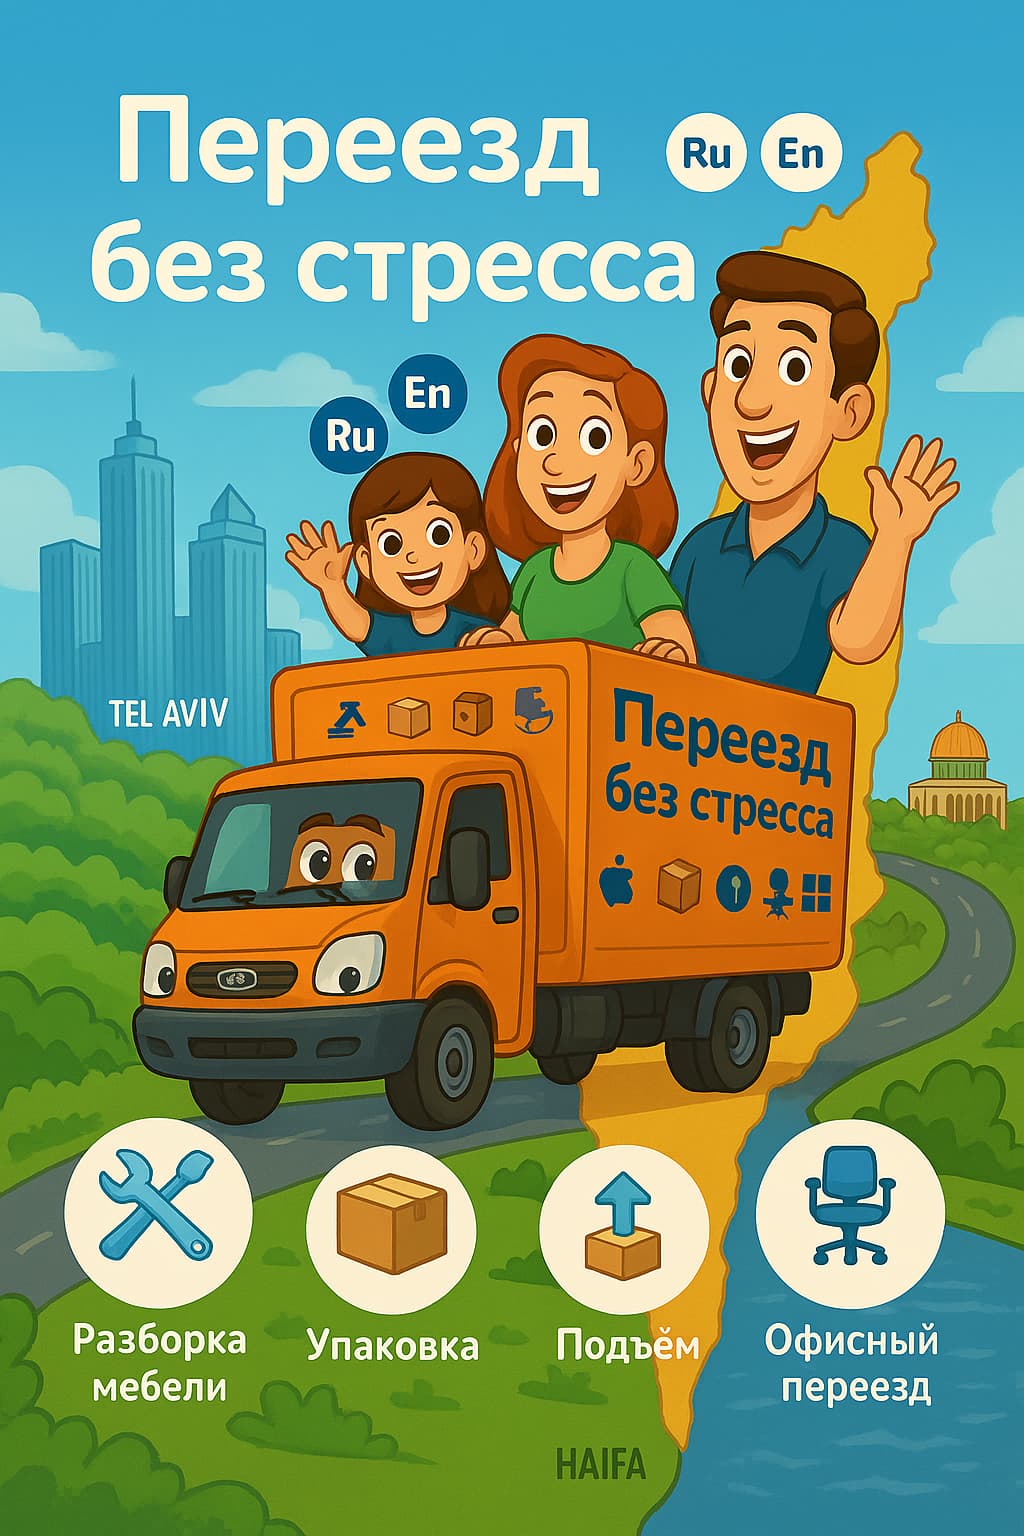 Переезд
без стресса
Ru En
En
Ru
TEL AVIV
Переезд
без стресса
Разборка
мебели
Упаковка
Подъём
Офисный
переезд
HAIFA